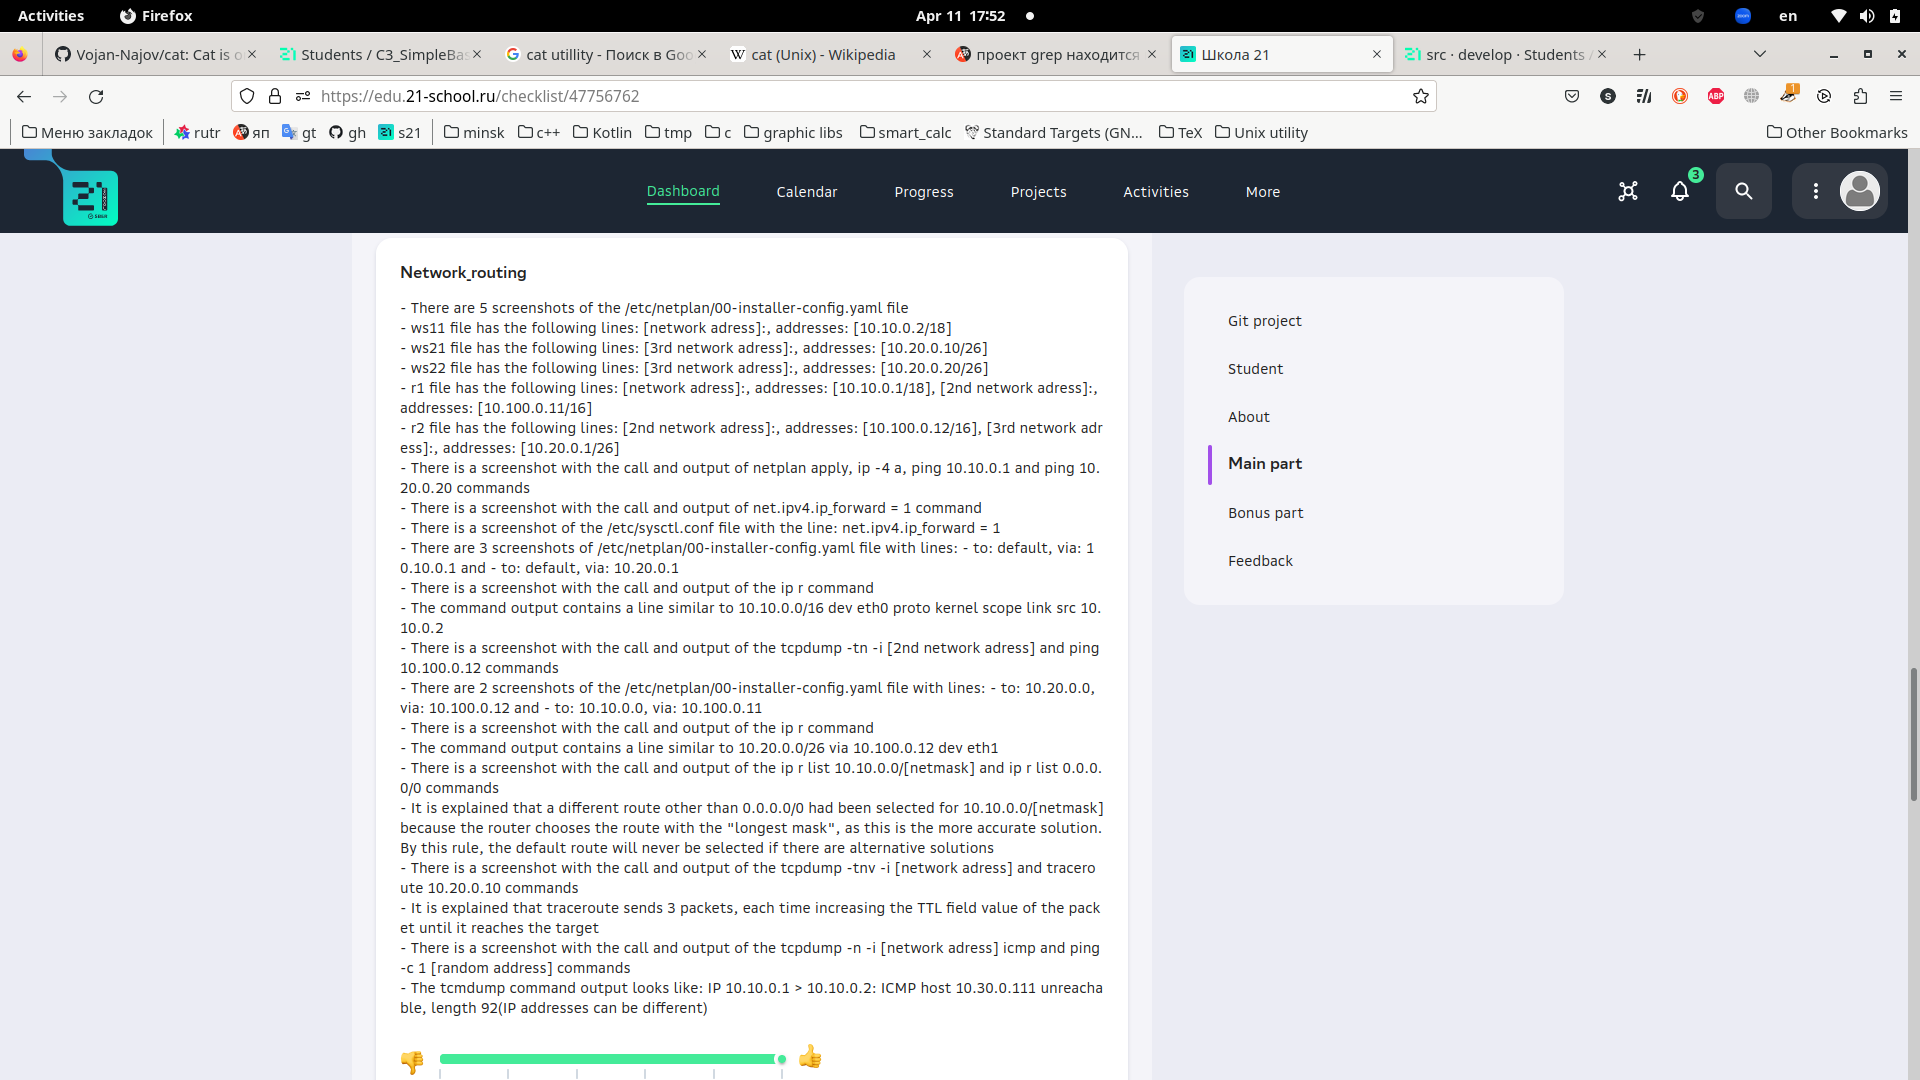 Activities Firefox Apr 11 17:52 en
Vojan-Najov/cat: Cat is o Students / C3_SimpleBas cat utillity - Поиск в Goo cat (Unix) - Wikipedia проект grep находится Школа 21 src · develop · Students /
https://edu.21-school.ru/checklist/47756762
Меню закладок rutr яп gt gh s21 minsk c++ Kotlin tmp c graphic libs smart_calc Standard Targets (GN... TeX Unix utility Other Bookmarks
Dashboard Calendar Progress Projects Activities More 3
Network_routing
- There are 5 screenshots of the /etc/netplan/00-installer-config.yaml file
- ws11 file has the following lines: [network adress]:, addresses: [10.10.0.2/18]
- ws21 file has the following lines: [3rd network adress]:, addresses: [10.20.0.10/26]
- ws22 file has the following lines: [3rd network adress]:, addresses: [10.20.0.20/26]
- r1 file has the following lines: [network adress]:, addresses: [10.10.0.1/18], [2nd network adress]:,
addresses: [10.100.0.11/16]
- r2 file has the following lines: [2nd network adress]:, addresses: [10.100.0.12/16], [3rd network adr
ess]:, addresses: [10.20.0.1/26]
- There is a screenshot with the call and output of netplan apply, ip -4 a, ping 10.10.0.1 and ping 10.
20.0.20 commands
- There is a screenshot with the call and output of net.ipv4.ip_forward = 1 command
- There is a screenshot of the /etc/sysctl.conf file with the line: net.ipv4.ip_forward = 1
- There are 3 screenshots of /etc/netplan/00-installer-config.yaml file with lines: - to: default, via: 1
0.10.0.1 and - to: default, via: 10.20.0.1
- There is a screenshot with the call and output of the ip r command
- The command output contains a line similar to 10.10.0.0/16 dev eth0 proto kernel scope link src 10.
10.0.2
- There is a screenshot with the call and output of the tcpdump -tn -i [2nd network adress] and ping
10.100.0.12 commands
- There are 2 screenshots of the /etc/netplan/00-installer-config.yaml file with lines: - to: 10.20.0.0,
via: 10.100.0.12 and - to: 10.10.0.0, via: 10.100.0.11
- There is a screenshot with the call and output of the ip r command
- The command output contains a line similar to 10.20.0.0/26 via 10.100.0.12 dev eth1
- There is a screenshot with the call and output of the ip r list 10.10.0.0/[netmask] and ip r list 0.0.0.
0/0 commands
- It is explained that a different route other than 0.0.0.0/0 had been selected for 10.10.0.0/[netmask]
because the router chooses the route with the "longest mask", as this is the more accurate solution.
By this rule, the default route will never be selected if there are alternative solutions
- There is a screenshot with the call and output of the tcpdump -tnv -i [network adress] and tracero
ute 10.20.0.10 commands
- It is explained that traceroute sends 3 packets, each time increasing the TTL field value of the pack
et until it reaches the target
- There is a screenshot with the call and output of the tcpdump -n -i [network adress] icmp and ping
-c 1 [random address] commands
- The tcmdump command output looks like: IP 10.10.0.1 > 10.10.0.2: ICMP host 10.30.0.111 unreacha
ble, length 92(IP addresses can be different)
Git project
Student
About
Main part
Bonus part
Feedback